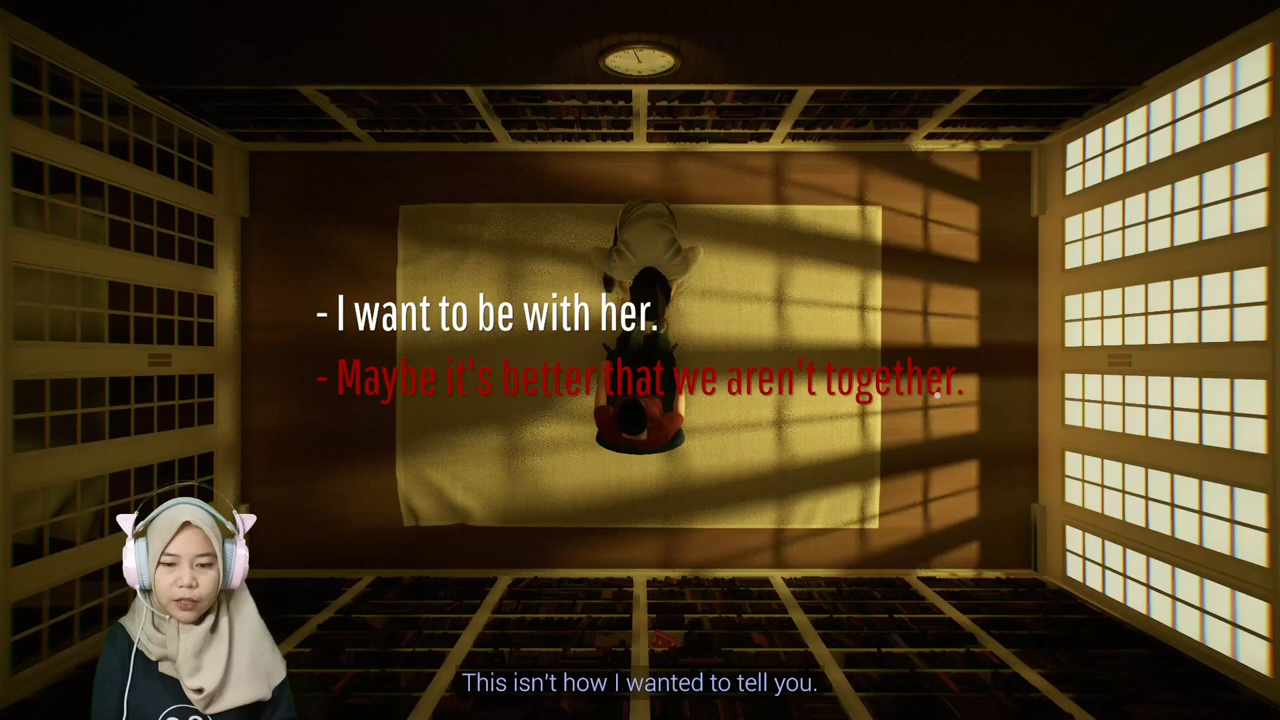 - I want to be with her.
- Maybe it's better that we aren't together.
This isn't how I wanted to tell you.